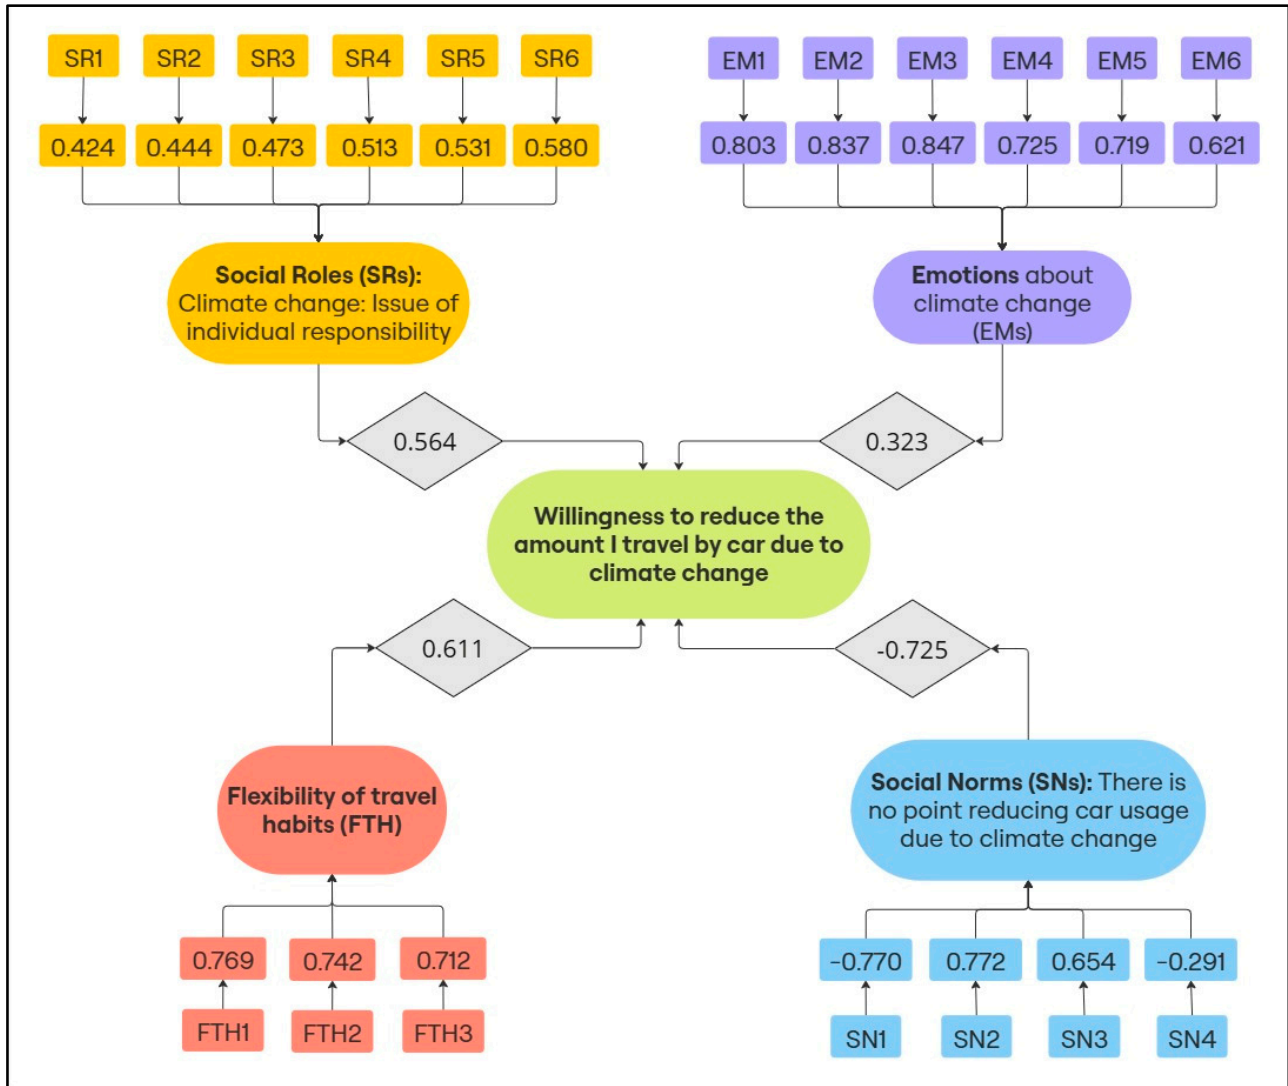 SR1 SR2 SR3 SR4 SR5 SR6
0.424 0.444 0.473 0.513 0.531 0.580
EM1 EM2 EM3 EM4 EM5 EM6
0.803 0.837 0.847 0.725 0.719 0.621
Social Roles (SRs):
Climate change: Issue of
individual responsibility
Emotions about
climate change
(EMs)
0.564
0.323
Willingness to reduce the
amount I travel by car due to
climate change
0.611
-0.725
Flexibility of travel
habits (FTH)
Social Norms (SNs): There is
no point reducing car usage
due to climate change
0.769 0.742 0.712
FTH1 FTH2 FTH3
-0.770 0.772 0.654 -0.291
SN1 SN2 SN3 SN4